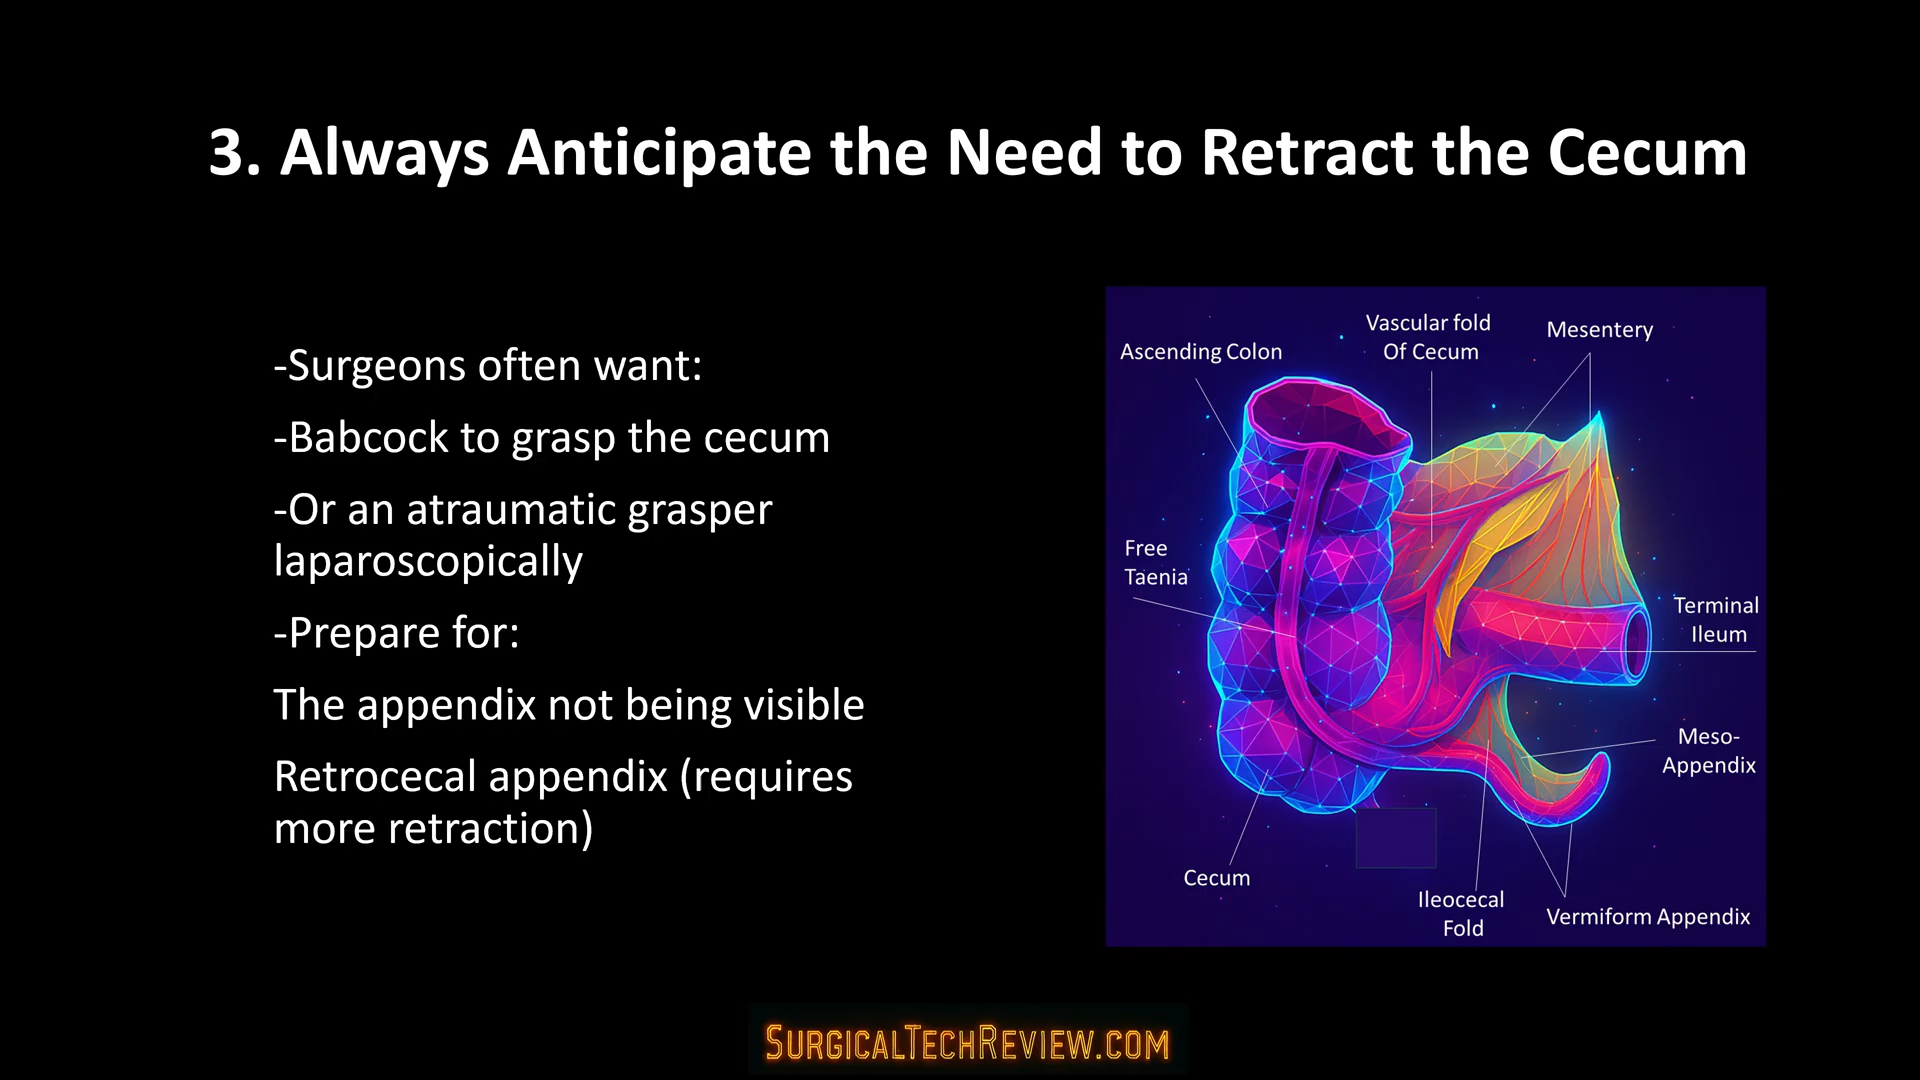 3. Always Anticipate the Need to Retract the Cecum
-Surgeons often want:
-Babcock to grasp the cecum
-Or an atraumatic grasper
laparoscopically
-Prepare for:
The appendix not being visible
Retrocecal appendix (requires
more retraction)
Ascending Colon
Vascular fold
Of Cecum
Mesentery
Free
Taenia
Terminal
Ileum
Meso-
Appendix
Cecum
Ileocecal
Fold
Vermiform Appendix
SURGICALTECHREVIEW.COM